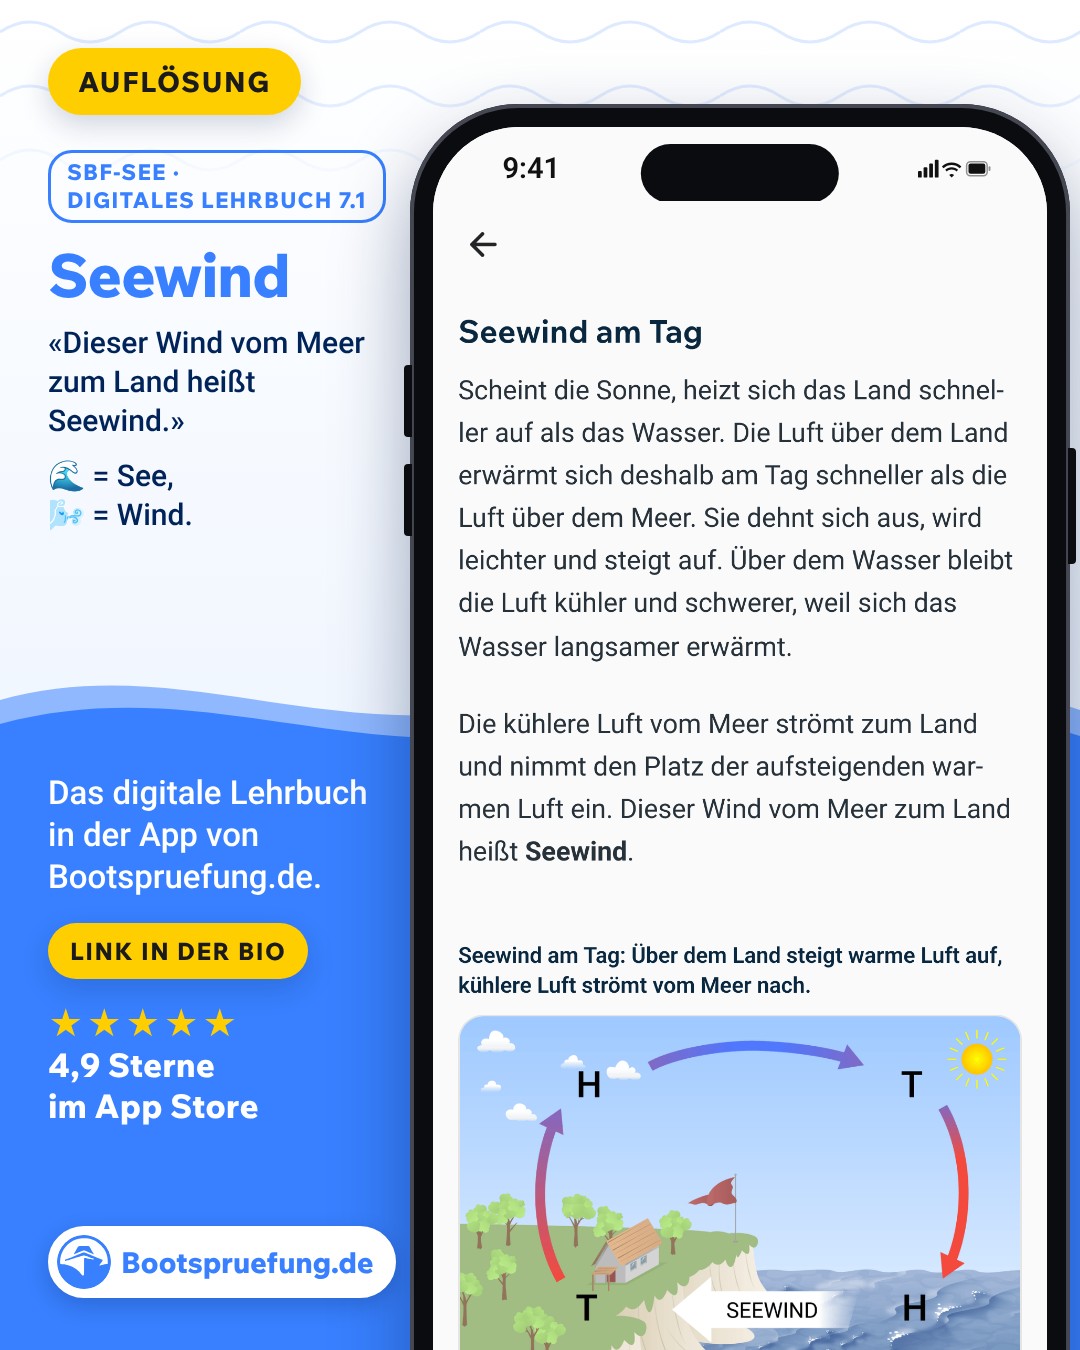 AUFLÖSUNG
SBF-SEE ·
DIGITALES LEHRBUCH 7.1
Seewind
«Dieser Wind vom Meer
zum Land heißt
Seewind.»
🌊 = See,
🌬️ = Wind.
Das digitale Lehrbuch
in der App von
Bootspruefung.de.
LINK IN DER BIO
★★★★★
4,9 Sterne
im App Store
Bootspruefung.de
9:41
Seewind am Tag
Scheint die Sonne, heizt sich das Land schnel-
ler auf als das Wasser. Die Luft über dem Land
erwärmt sich deshalb am Tag schneller als die
Luft über dem Meer. Sie dehnt sich aus, wird
leichter und steigt auf. Über dem Wasser bleibt
die Luft kühler und schwerer, weil sich das
Wasser langsamer erwärmt.
Die kühlere Luft vom Meer strömt zum Land
und nimmt den Platz der aufsteigenden war-
men Luft ein. Dieser Wind vom Meer zum Land
heißt Seewind.
Seewind am Tag: Über dem Land steigt warme Luft auf,
kühlere Luft strömt vom Meer nach.
H
T
T
SEEWIND
H